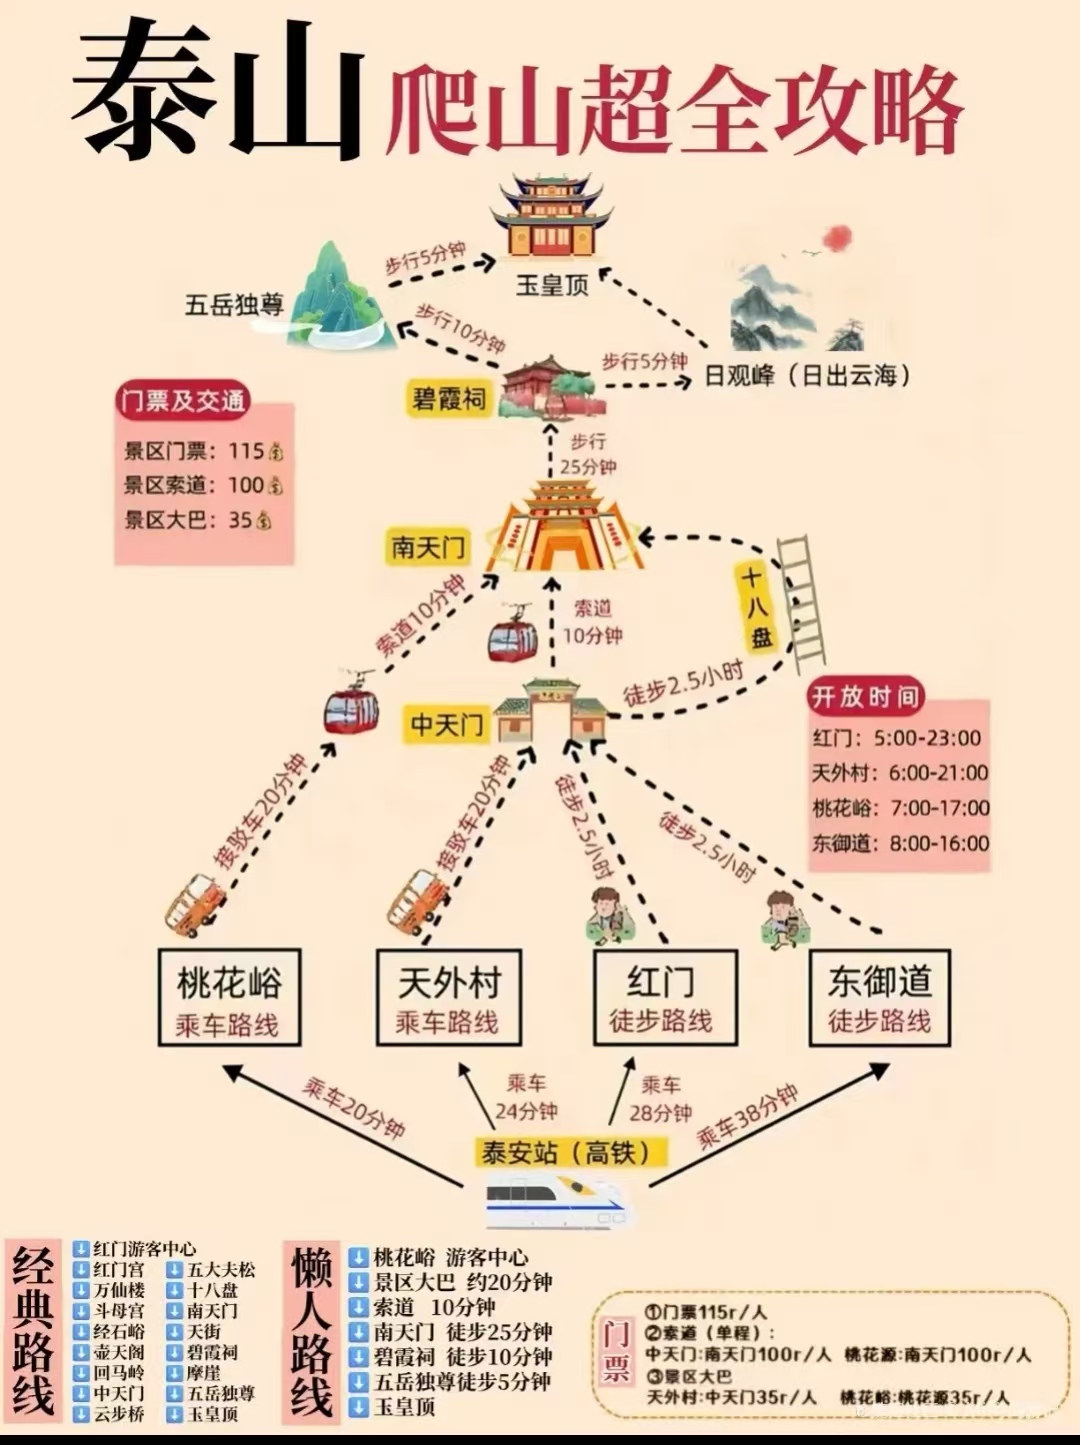 泰山 爬山超全攻略
玉皇顶
步行5分钟
五岳独尊
步行10分钟
步行5分钟
日观峰（日出云海）
碧霞祠
门票及交通
景区门票：115
景区索道：100
景区大巴：35
步行
25分钟
南天门
十八盘
索道10分钟
索道
10分钟
徒步2.5小时
中天门
开放时间
红门：5:00-23:00
天外村：6:00-21:00
桃花峪：7:00-17:00
东御道：8:00-16:00
接驳车20分钟
接驳车20分钟
徒步2.5小时
徒步2.5小时
桃花峪
乘车路线
天外村
乘车路线
红门
徒步路线
东御道
徒步路线
乘车20分钟
乘车
24分钟
乘车
28分钟
乘车38分钟
泰安站（高铁）
经典路线
红门游客中心
红门宫
万仙楼
斗母宫
经石峪
壶天阁
回马岭
中天门
云步桥
五大夫松
十八盘
南天门
天街
碧霞祠
摩崖
五岳独尊
玉皇顶
懒人路线
桃花峪 游客中心
景区大巴 约20分钟
索道 10分钟
南天门 徒步25分钟
碧霞祠 徒步10分钟
五岳独尊徒步5分钟
玉皇顶
门票
①门票115r/人
②索道（单程）：
中天门:南天门100r/人 桃花源:南天门100r/人
③景区大巴
天外村:中天门35r/人 桃花峪:桃花源35r/人